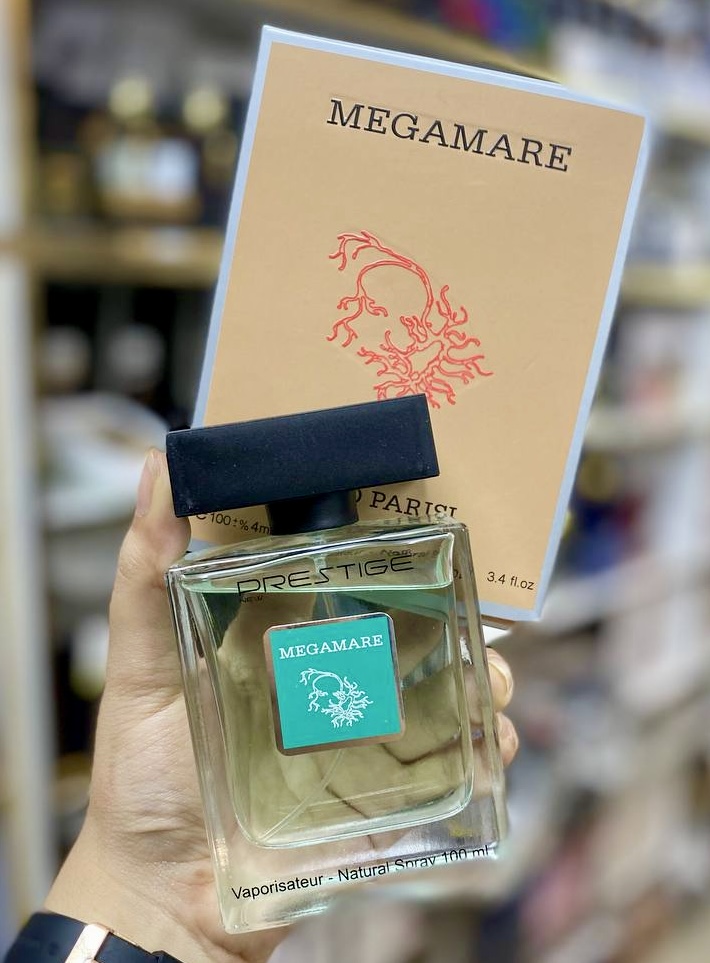 MEGAMARE
PARISI
3.4 fl.oz
PRESTIGE
MEGAMARE
Vaporisateur - Natural Spray 100 ml